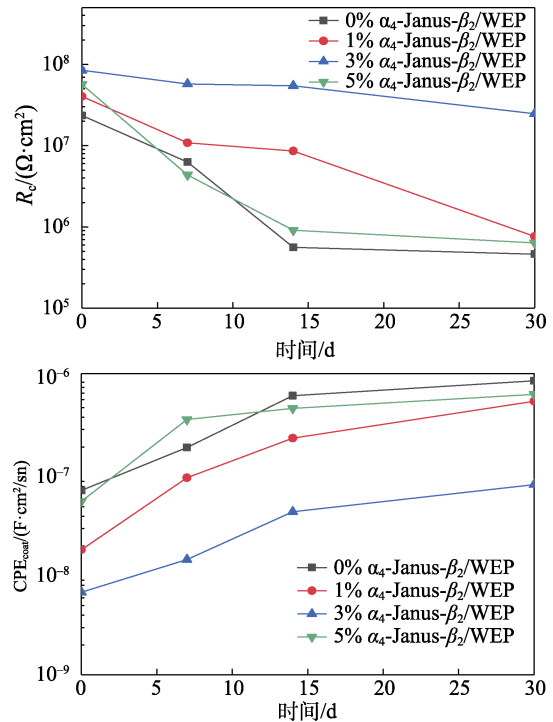 0% α₄-Janus-β₂/WEP
1% α₄-Janus-β₂/WEP
3% α₄-Janus-β₂/WEP
5% α₄-Janus-β₂/WEP
R_c/(Ω·cm²)
10⁸
10⁷
10⁶
10⁵
0 5 10 15 20 25 30
时间/d
CPE_coat/(F·cm²/sn)
10⁻⁶
10⁻⁷
10⁻⁸
10⁻⁹
0% α₄-Janus-β₂/WEP
1% α₄-Janus-β₂/WEP
3% α₄-Janus-β₂/WEP
5% α₄-Janus-β₂/WEP
0 5 10 15 20 25 30
时间/d